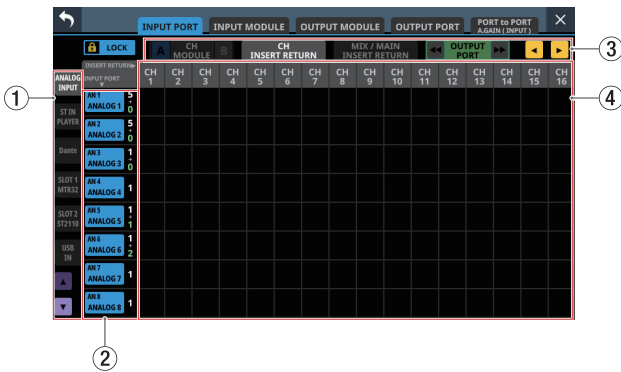 INPUT PORT INPUT MODULE OUTPUT MODULE OUTPUT PORT PORT to PORT
A.GAIN ( INPUT )
LOCK
A CH MODULE B CH INSERT RETURN MIX / MAIN INSERT RETURN OUTPUT PORT
3
INSERT RETURN
INPUT PORT
CH 1 CH 2 CH 3 CH 4 CH 5 CH 6 CH 7 CH 8 CH 9 CH 10 CH 11 CH 12 CH 13 CH 14 CH 15 CH 16
1
4
ANALOG INPUT
ST IN PLAYER
Dante
SLOT 1 MTR32
SLOT 2 ST2110
USB IN
AN 1 5
ANALOG 1 + 0
AN 2 5
ANALOG 2 + 0
AN 3 1
ANALOG 3 + 0
AN 4
ANALOG 4 1
AN 5 1
ANALOG 5 + 1
AN 6 1
ANALOG 6 + 2
AN 7
ANALOG 7 1
AN 8
ANALOG 8 1
2